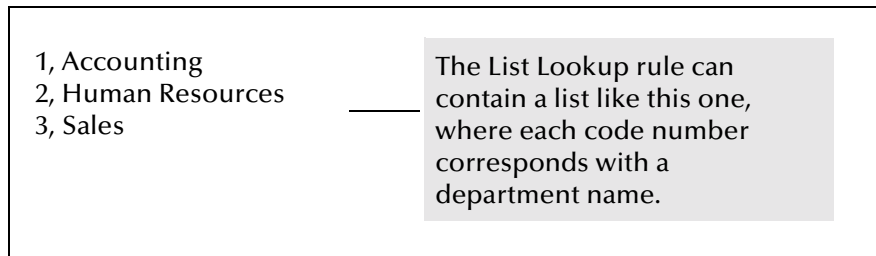 1, Accounting
2, Human Resources
3, Sales
The List Lookup rule can
contain a list like this one,
where each code number
corresponds with a
department name.